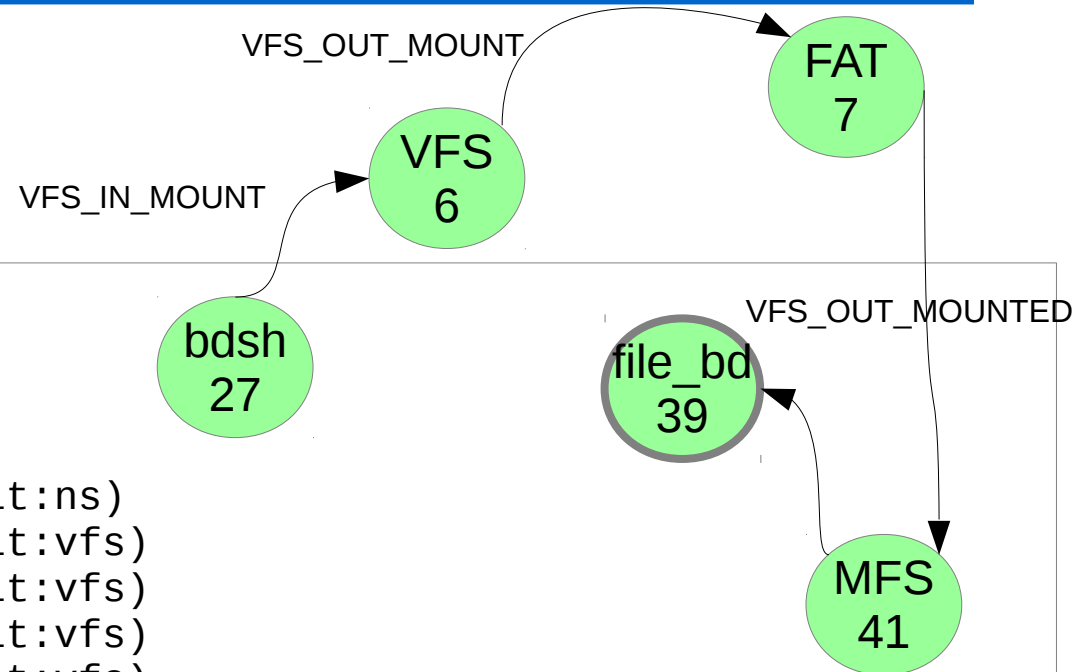 VFS_OUT_MOUNT
FAT
7
VFS
6
VFS_IN_MOUNT
VFS_OUT_MOUNTED
bdsh
27
file_bd
39
t:ns)
t:vfs)
t:vfs)
t:vfs)
MFS
41